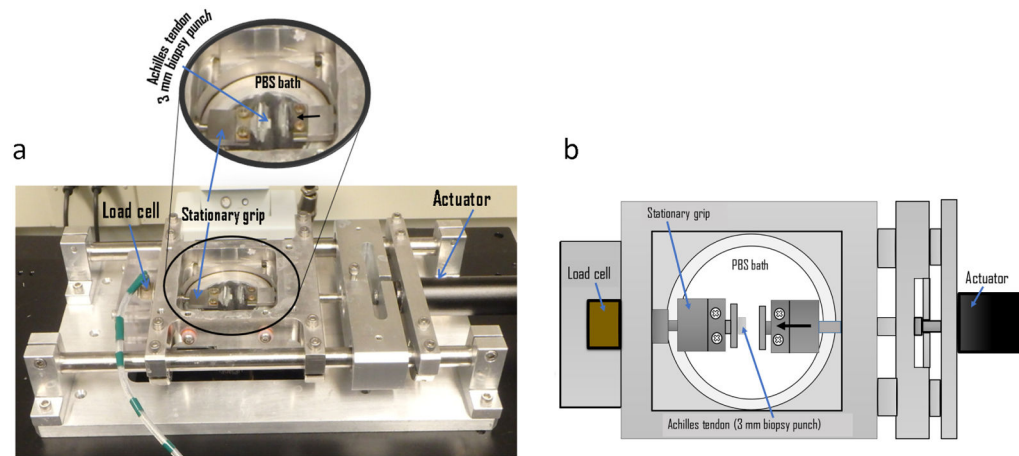 Achilles tendon
3 mm biopsy punch
PBS bath
a
Load cell
Stationary grip
Actuator
b
Stationary grip
PBS bath
Load cell
Actuator
Achilles tendon (3 mm biopsy punch)